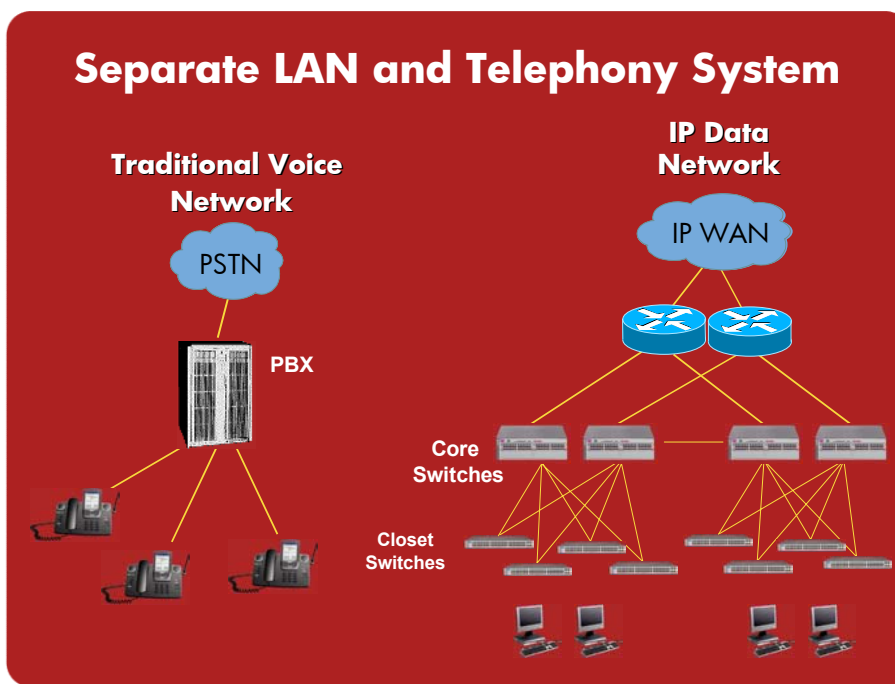 Separate LAN and Telephony System
Traditional Voice
Network
PSTN
PBX
IP Data
Network
IP WAN
Core
Switches
Closet
Switches